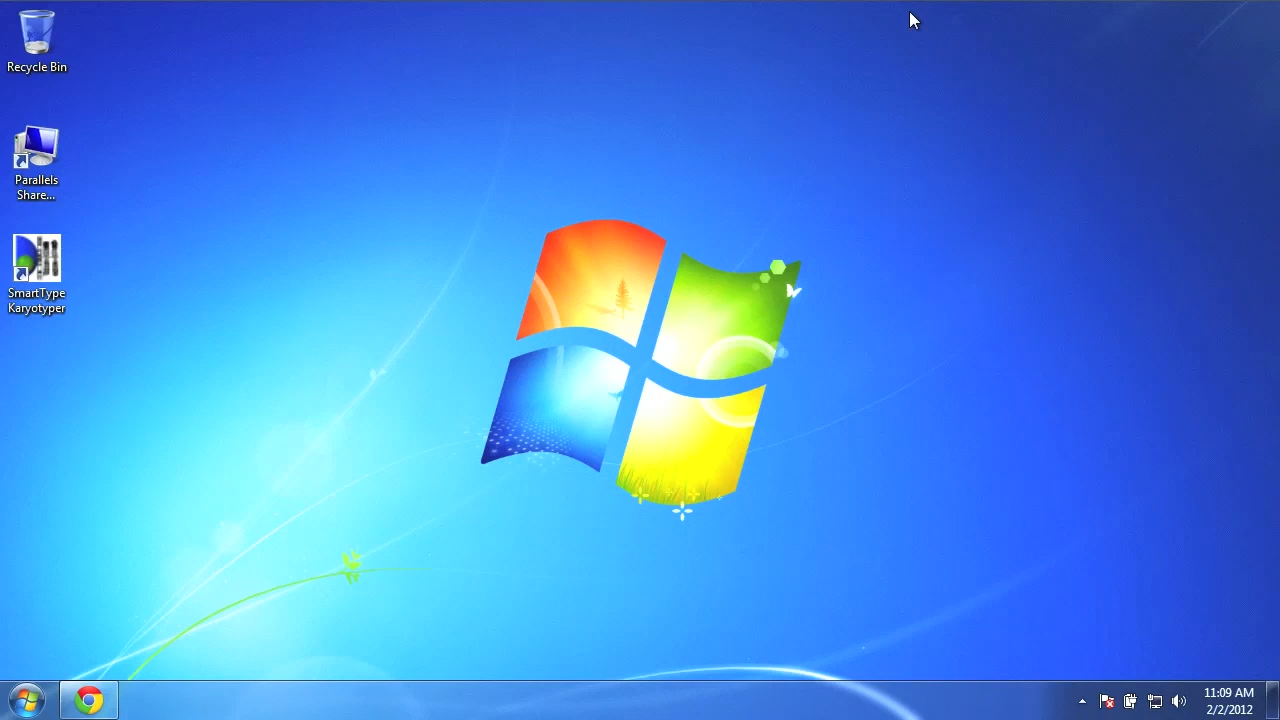 Recycle Bin
Parallels
Share...
SmartType
Karyotyper
11:09 AM
2/2/2012